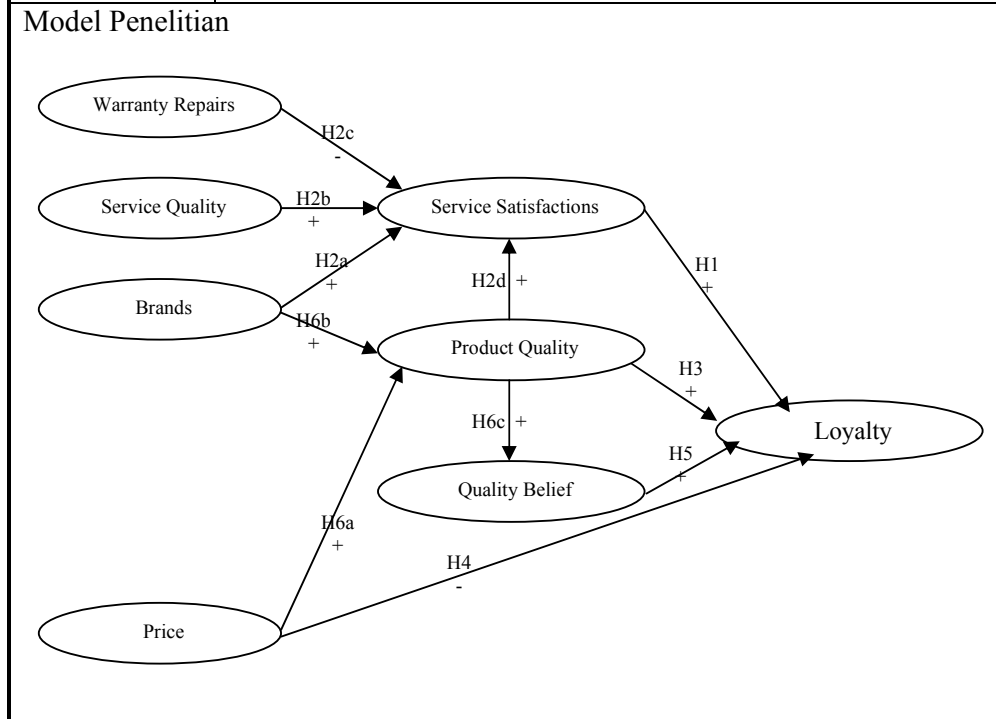 Model Penelitian
Warranty Repairs
H2c
-
Service Quality
H2b
+
Service Satisfactions
H2a
+
H1
+
Brands
H6b
+
H2d +
Product Quality
H3
+
H6c +
Loyalty
H5
+
Quality Belief
H6a
+
H4
-
Price